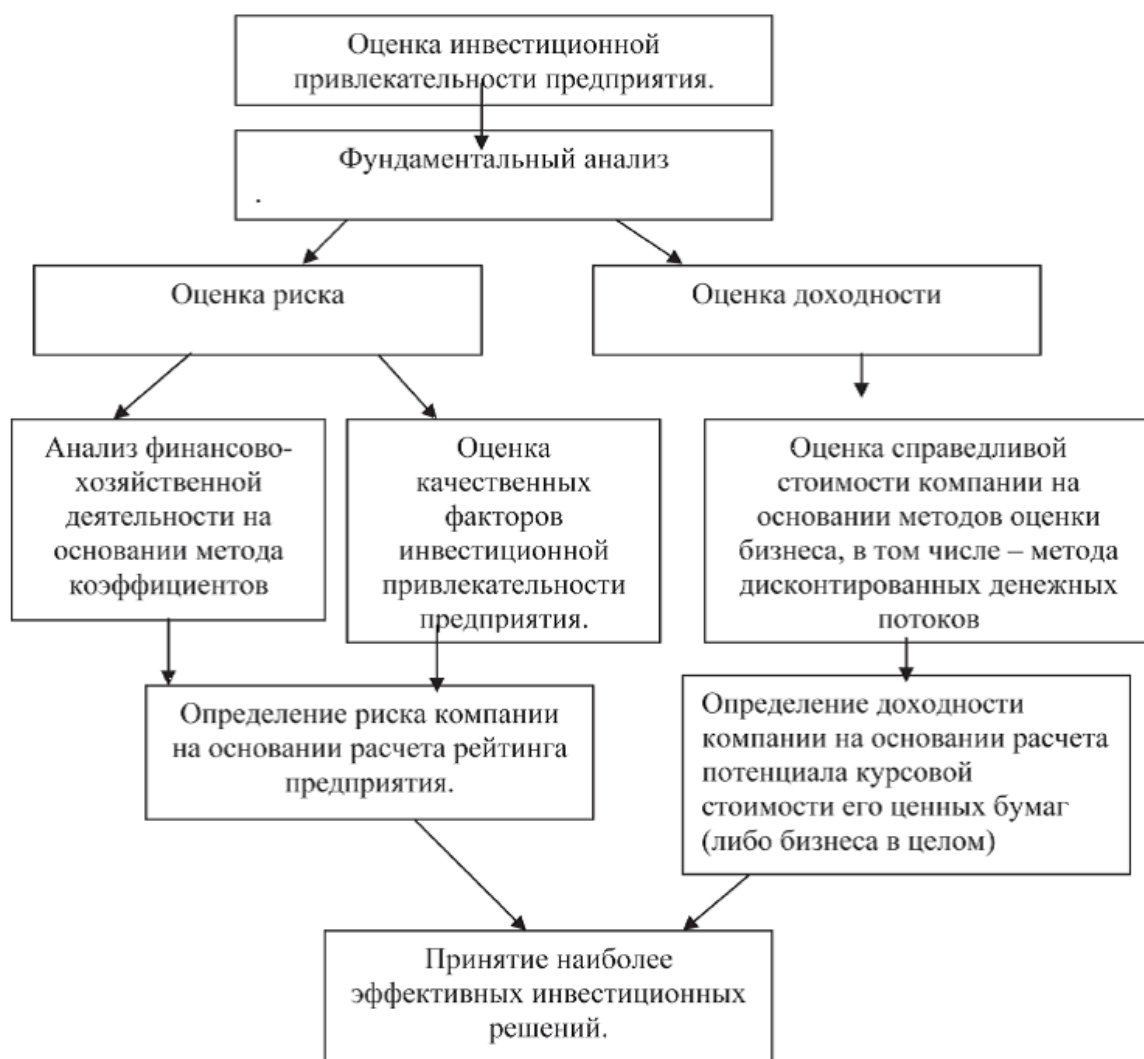 Оценка инвестиционной
привлекательности предприятия.
Фундаментальный анализ
.
Оценка риска
Оценка доходности
Анализ финансово-
хозяйственной
деятельности на
основании метода
коэффициентов
Оценка
качественных
факторов
инвестиционной
привлекательности
предприятия.
Оценка справедливой
стоимости компании на
основании методов оценки
бизнеса, в том числе – метода
дисконтированных денежных
потоков
Определение риска компании
на основании расчета рейтинга
предприятия.
Определение доходности
компании на основании расчета
потенциала курсовой
стоимости его ценных бумаг
(либо бизнеса в целом)
Принятие наиболее
эффективных инвестиционных
решений.